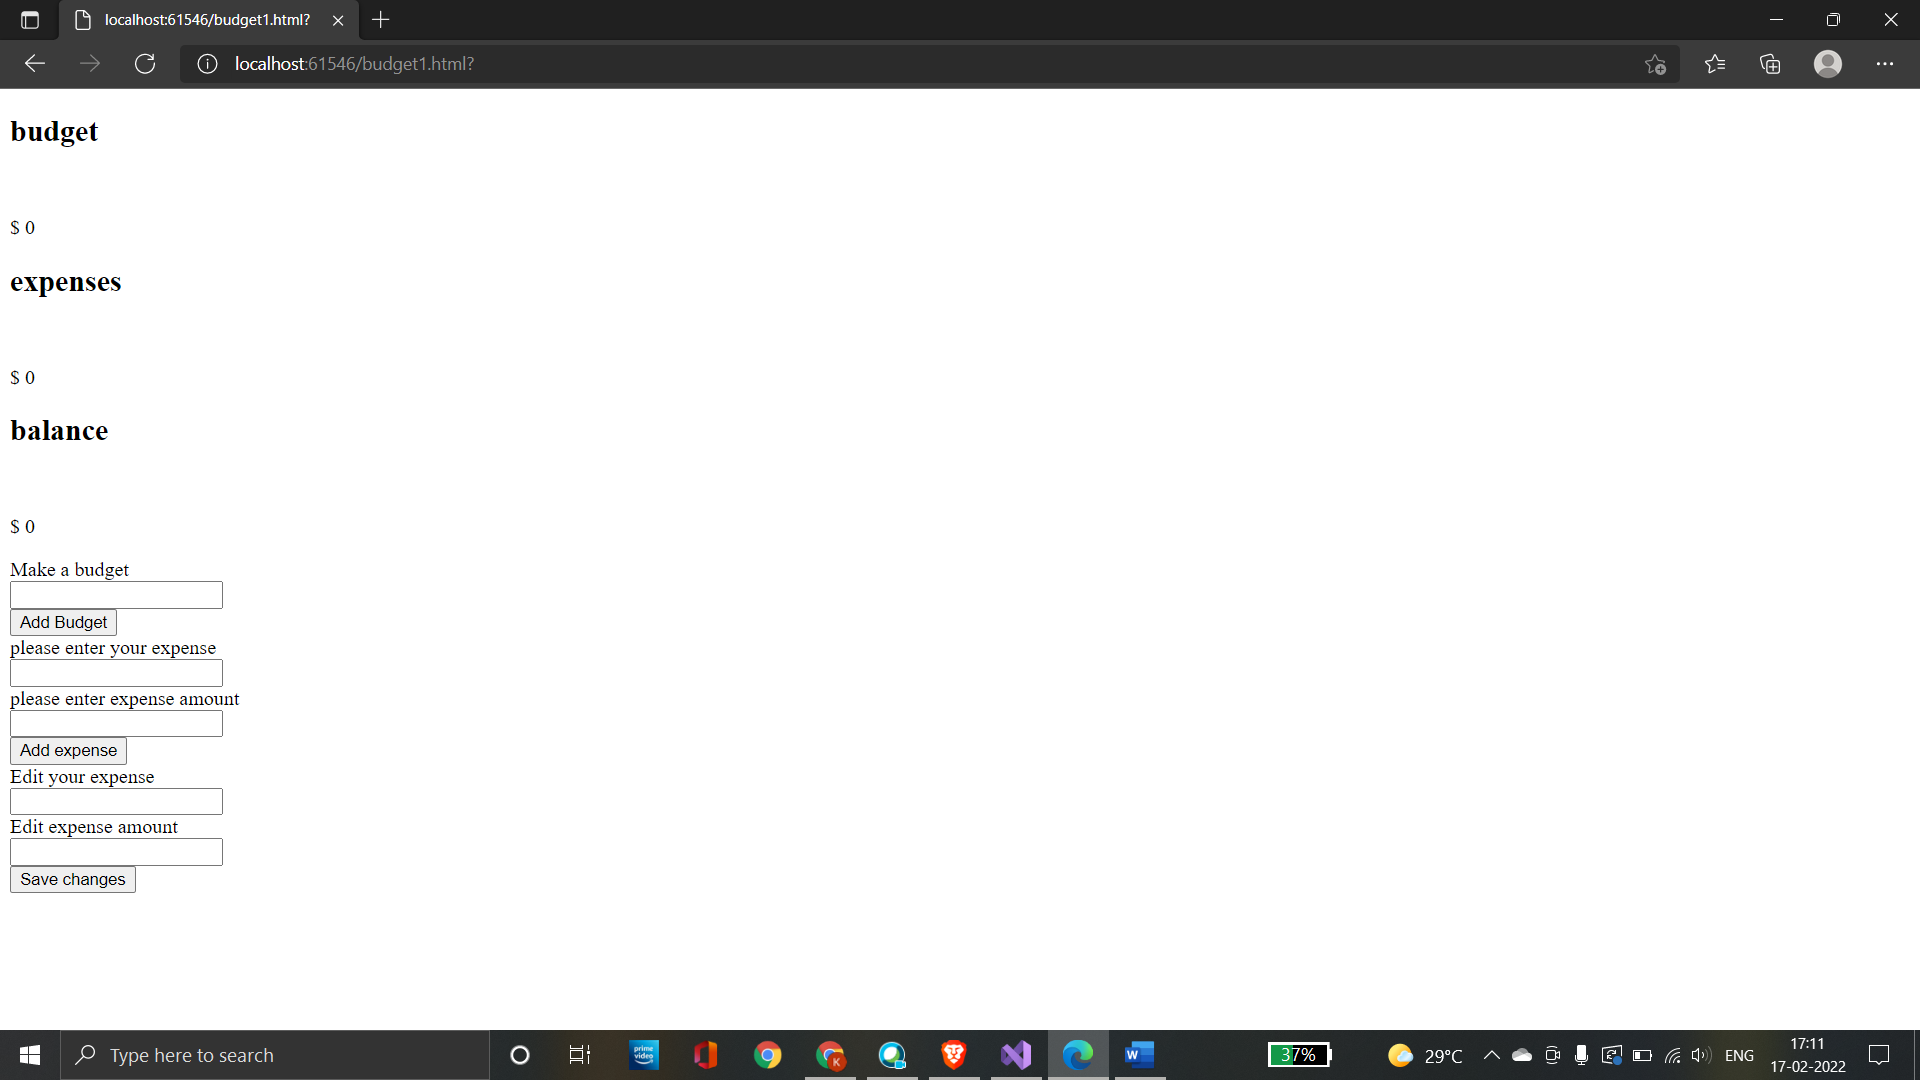 localhost:61546/budget1.html?
localhost:61546/budget1.html?
budget
$ 0
expenses
$ 0
balance
$ 0
Make a budget
Add Budget
please enter your expense
please enter expense amount
Add expense
Edit your expense
Edit expense amount
Save changes
Type here to search
prime video
K
W
37%
29°C
ENG
17:11
17-02-2022